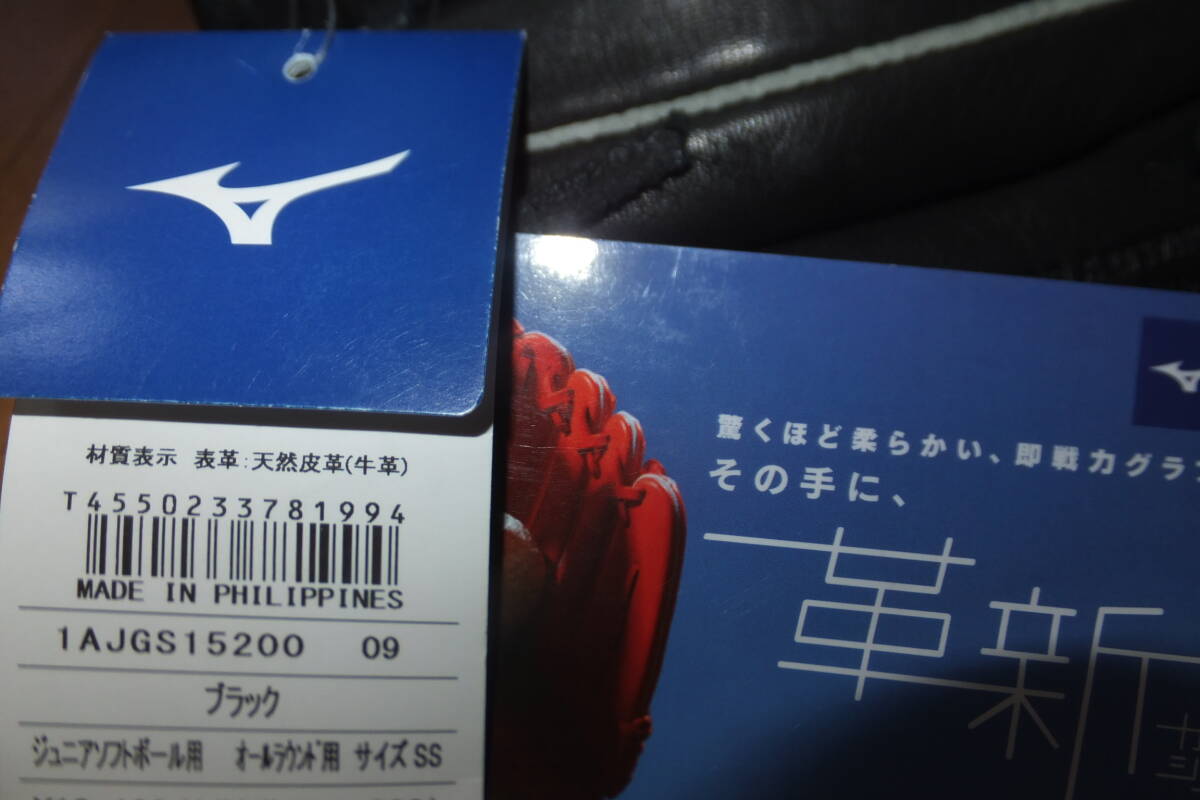 材質表示 表革:天然皮革(牛革)
T4550233781994
MADE IN PHILIPPINES
1AJGS15200 09
ブラック
ジュニアソフトボール用 オールラウンド用 サイズSS
驚くほど柔らかい、即戦力グラブ
その手に、
革新